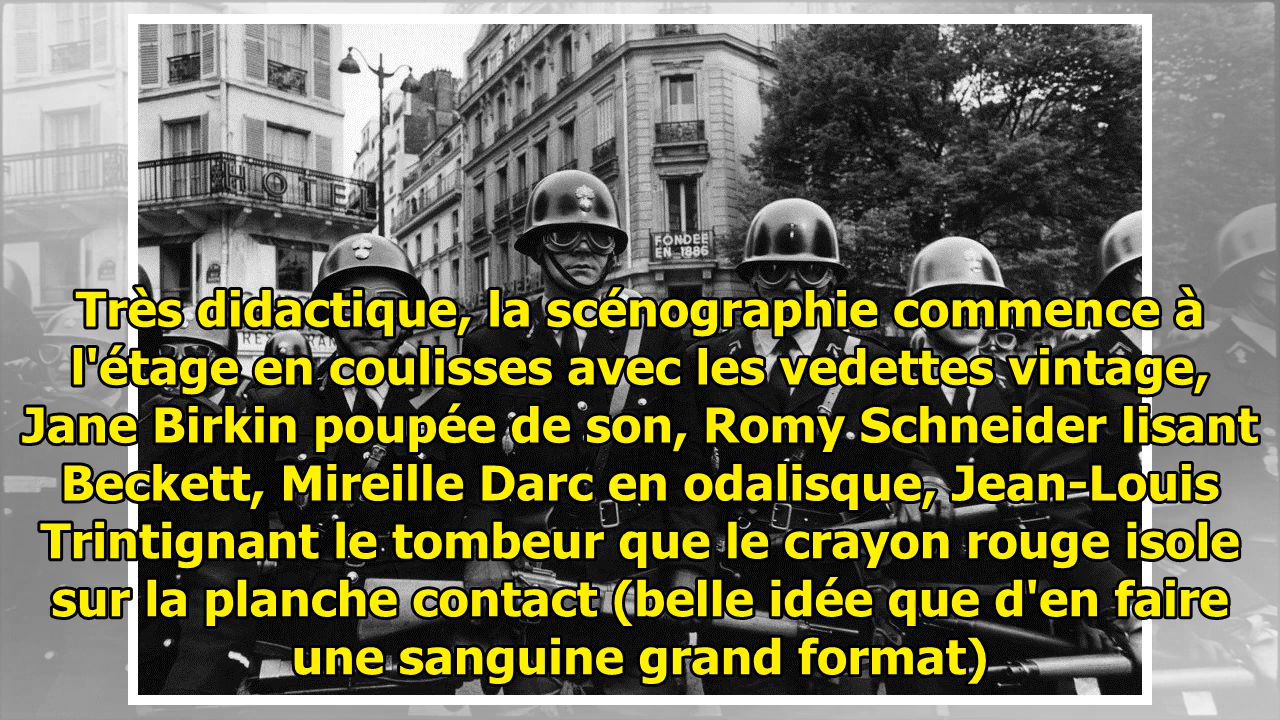 HOTEL
FONDEE
EN 1886
Très didactique, la scénographie commence à
l'étage en coulisses avec les vedettes vintage,
Jane Birkin poupée de son, Romy Schneider lisant
Beckett, Mireille Darc en odalisque, Jean-Louis
Trintignant le tombeur que le crayon rouge isole
sur la planche contact (belle idée que d'en faire
une sanguine grand format)